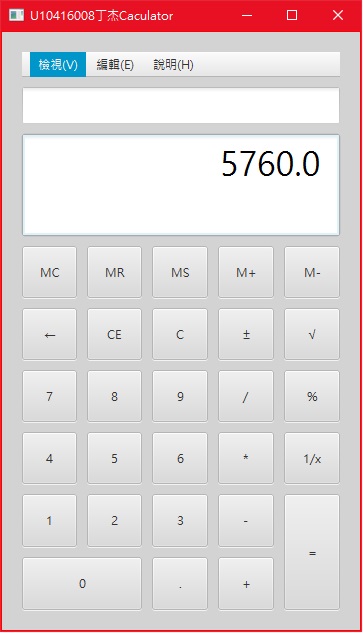 U10416008丁杰Caculator
檢視(V) 編輯(E) 說明(H)
5760.0
MC MR MS M+ M-
← CE C ± √
7 8 9 / %
4 5 6 * 1/x
1 2 3 - =
0 . +